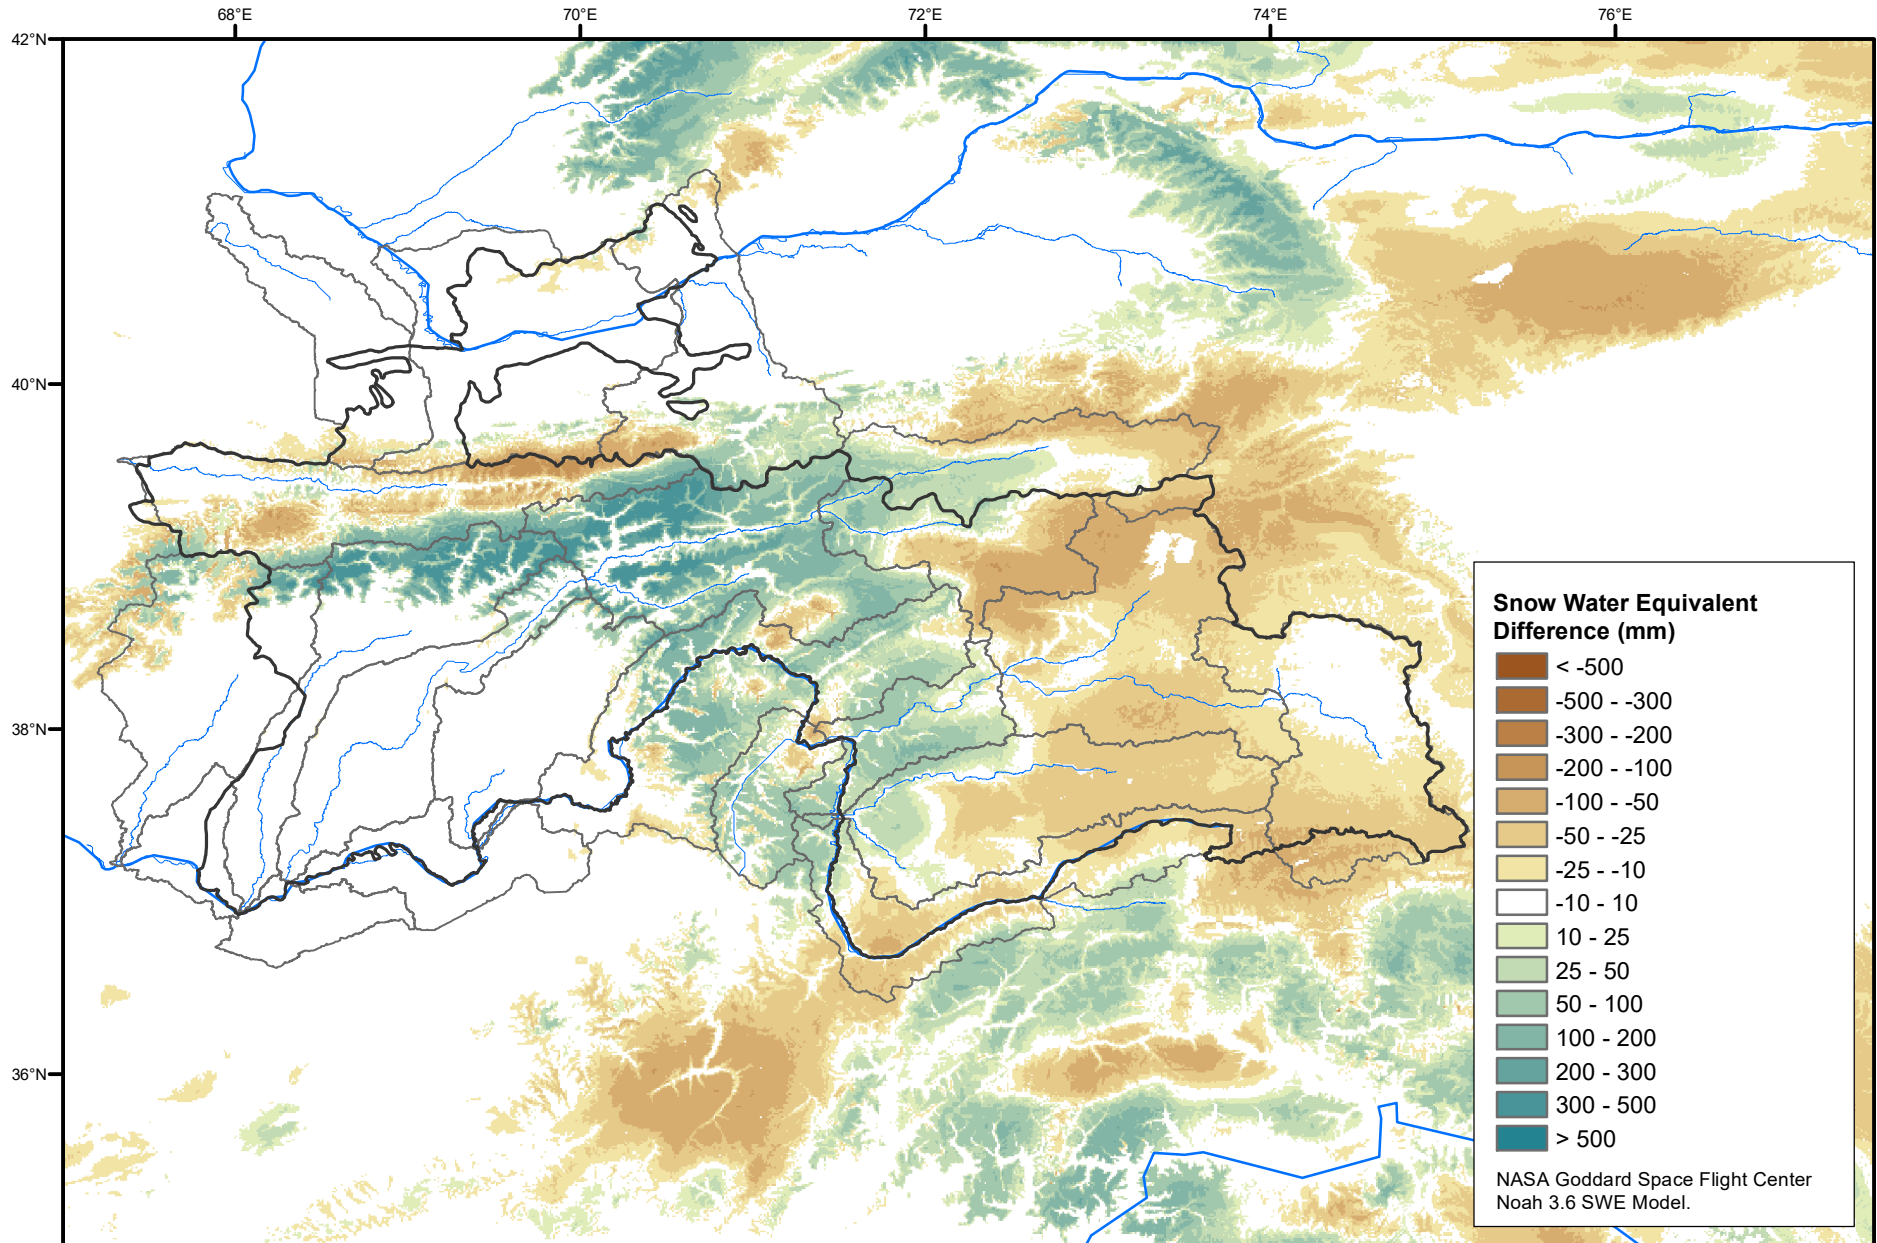 68°E 70°E 72°E 74°E 76°E
42°N
40°N
38°N
36°N
Snow Water Equivalent
Difference (mm)
< -500
-500 - -300
-300 - -200
-200 - -100
-100 - -50
-50 - -25
-25 - -10
-10 - 10
10 - 25
25 - 50
50 - 100
100 - 200
200 - 300
300 - 500
> 500
NASA Goddard Space Flight Center
Noah 3.6 SWE Model.